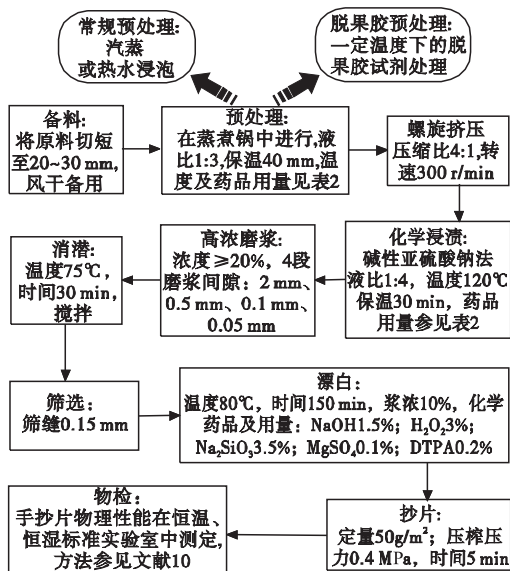 常规预处理:
汽蒸
或热水浸泡
脱果胶预处理:
一定温度下的脱
果胶试剂处理
备料:
将原料切短
至20~30 mm,
风干备用
预处理:
在蒸煮锅中进行,液
比1:3,保温40 mm,温
度及药品用量见表2
螺旋挤压
压缩比4:1,转
速300 r/min
化学浸渍:
碱性亚硫酸钠法
液比1:4，温度120℃
保温30 min，药品
用量参见表2
高浓磨浆:
浓度≥20%，4段
磨浆间隙：2 mm、
0.5 mm、0.1 mm、
0.05 mm
消潜:
温度75℃,
时间30 min,
搅拌
筛选:
筛缝0.15 mm
漂白:
温度80℃，时间150 min，浆浓10%，化学
药品及用量：NaOH1.5%；H₂O₂3%；
Na₂SiO₃3.5%；MgSO₄0.1%；DTPA0.2%
抄片:
定量50g/m²；压榨压
力0.4 MPa，时间5 min
物检:
手抄片物理性能在恒温、
恒湿标准实验室中测定,
方法参见文献10